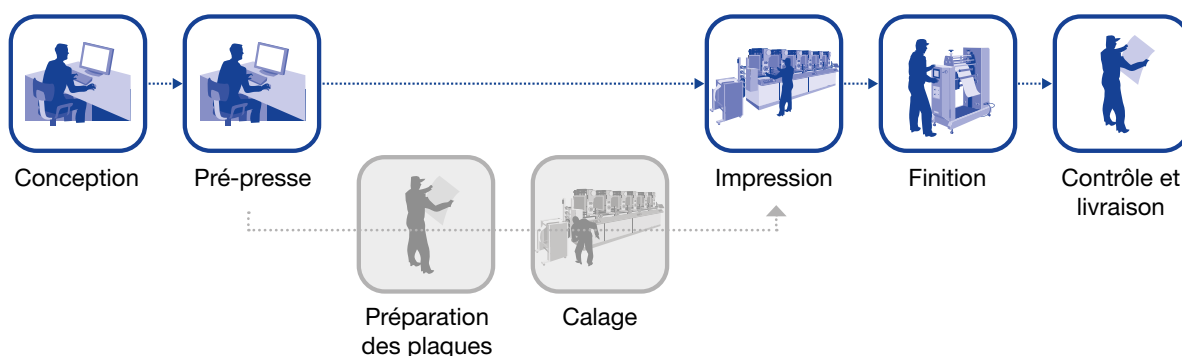 Conception
Pré-presse
Impression
Finition
Contrôle et
livraison
Préparation
des plaques
Calage